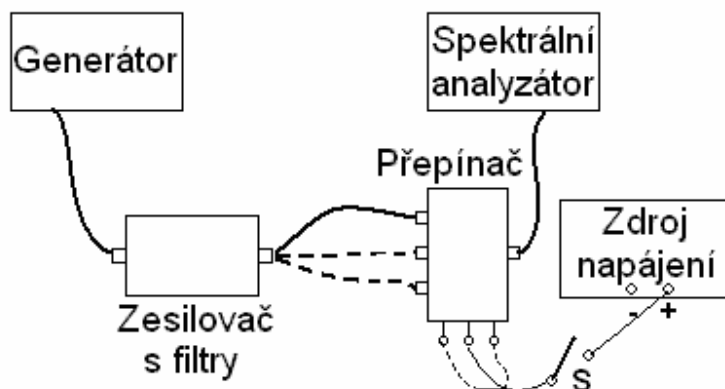 Generátor
Spektrální
analyzátor
Přepínač
Zdroj
napájení
- +
Zesilovač
s filtry
S